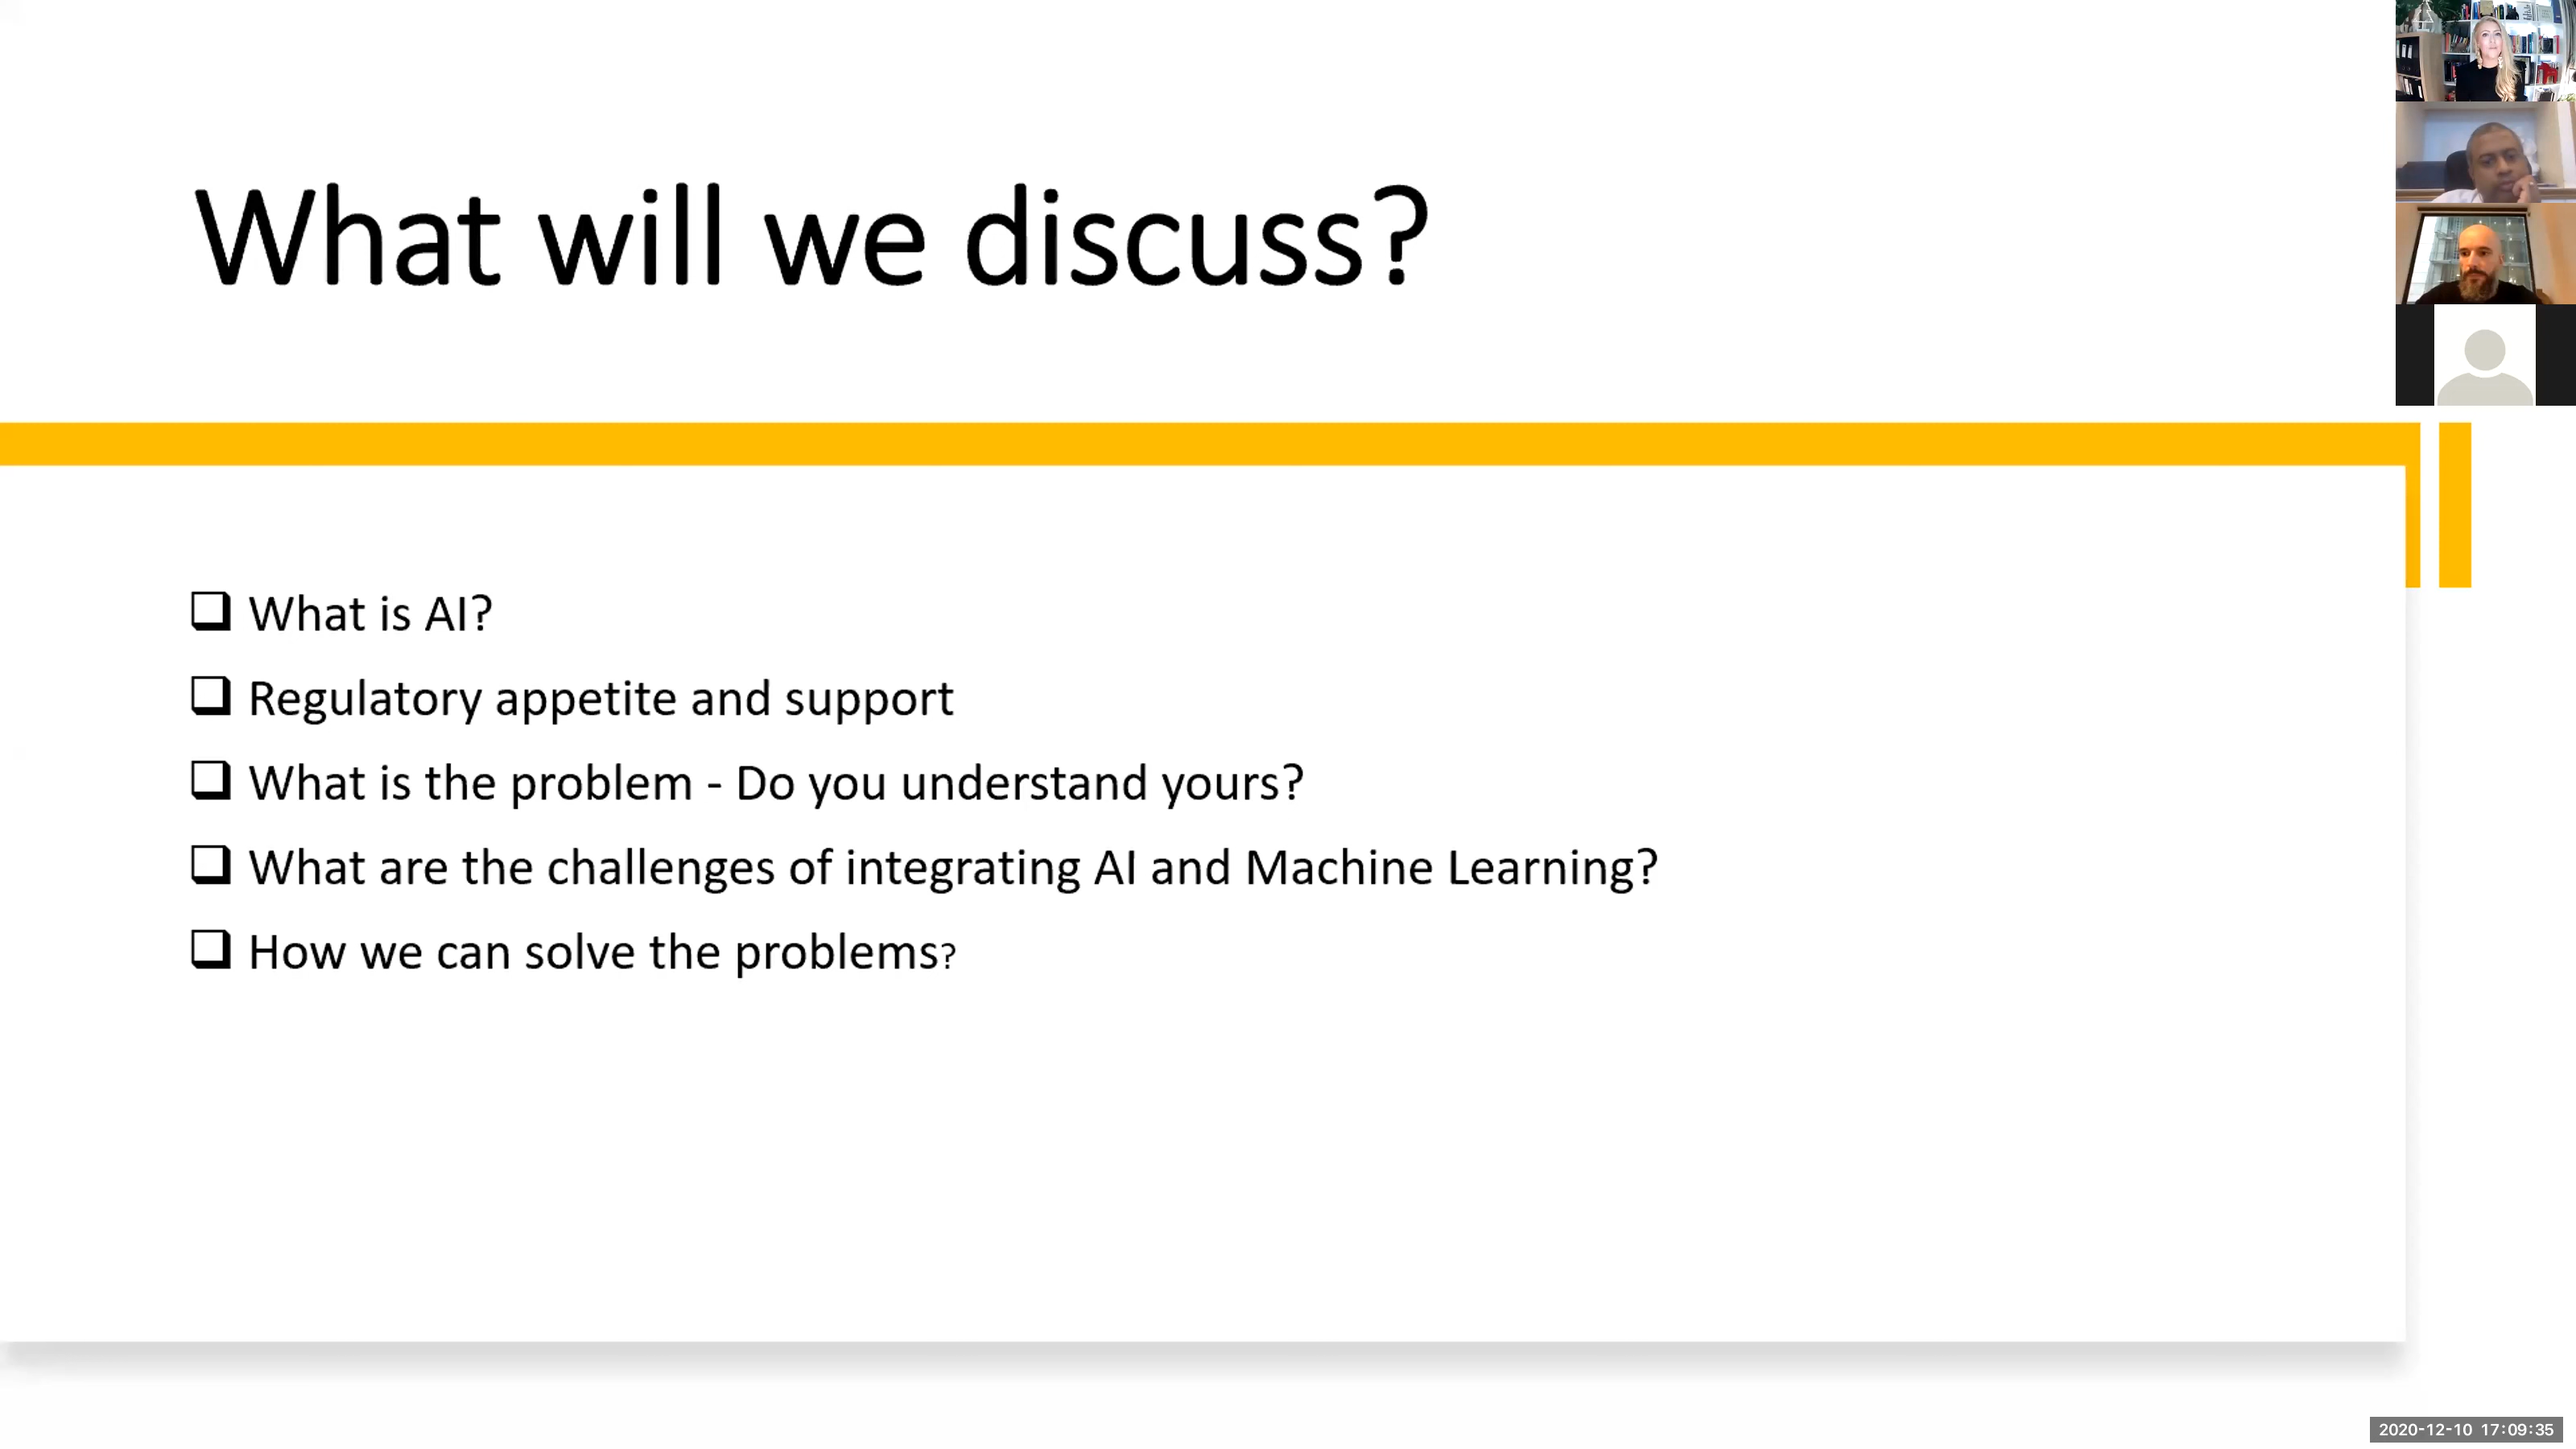 What will we discuss?
What is AI?
Regulatory appetite and support
What is the problem - Do you understand yours?
What are the challenges of integrating AI and Machine Learning?
How we can solve the problems?
2020-12-10 17:09:35